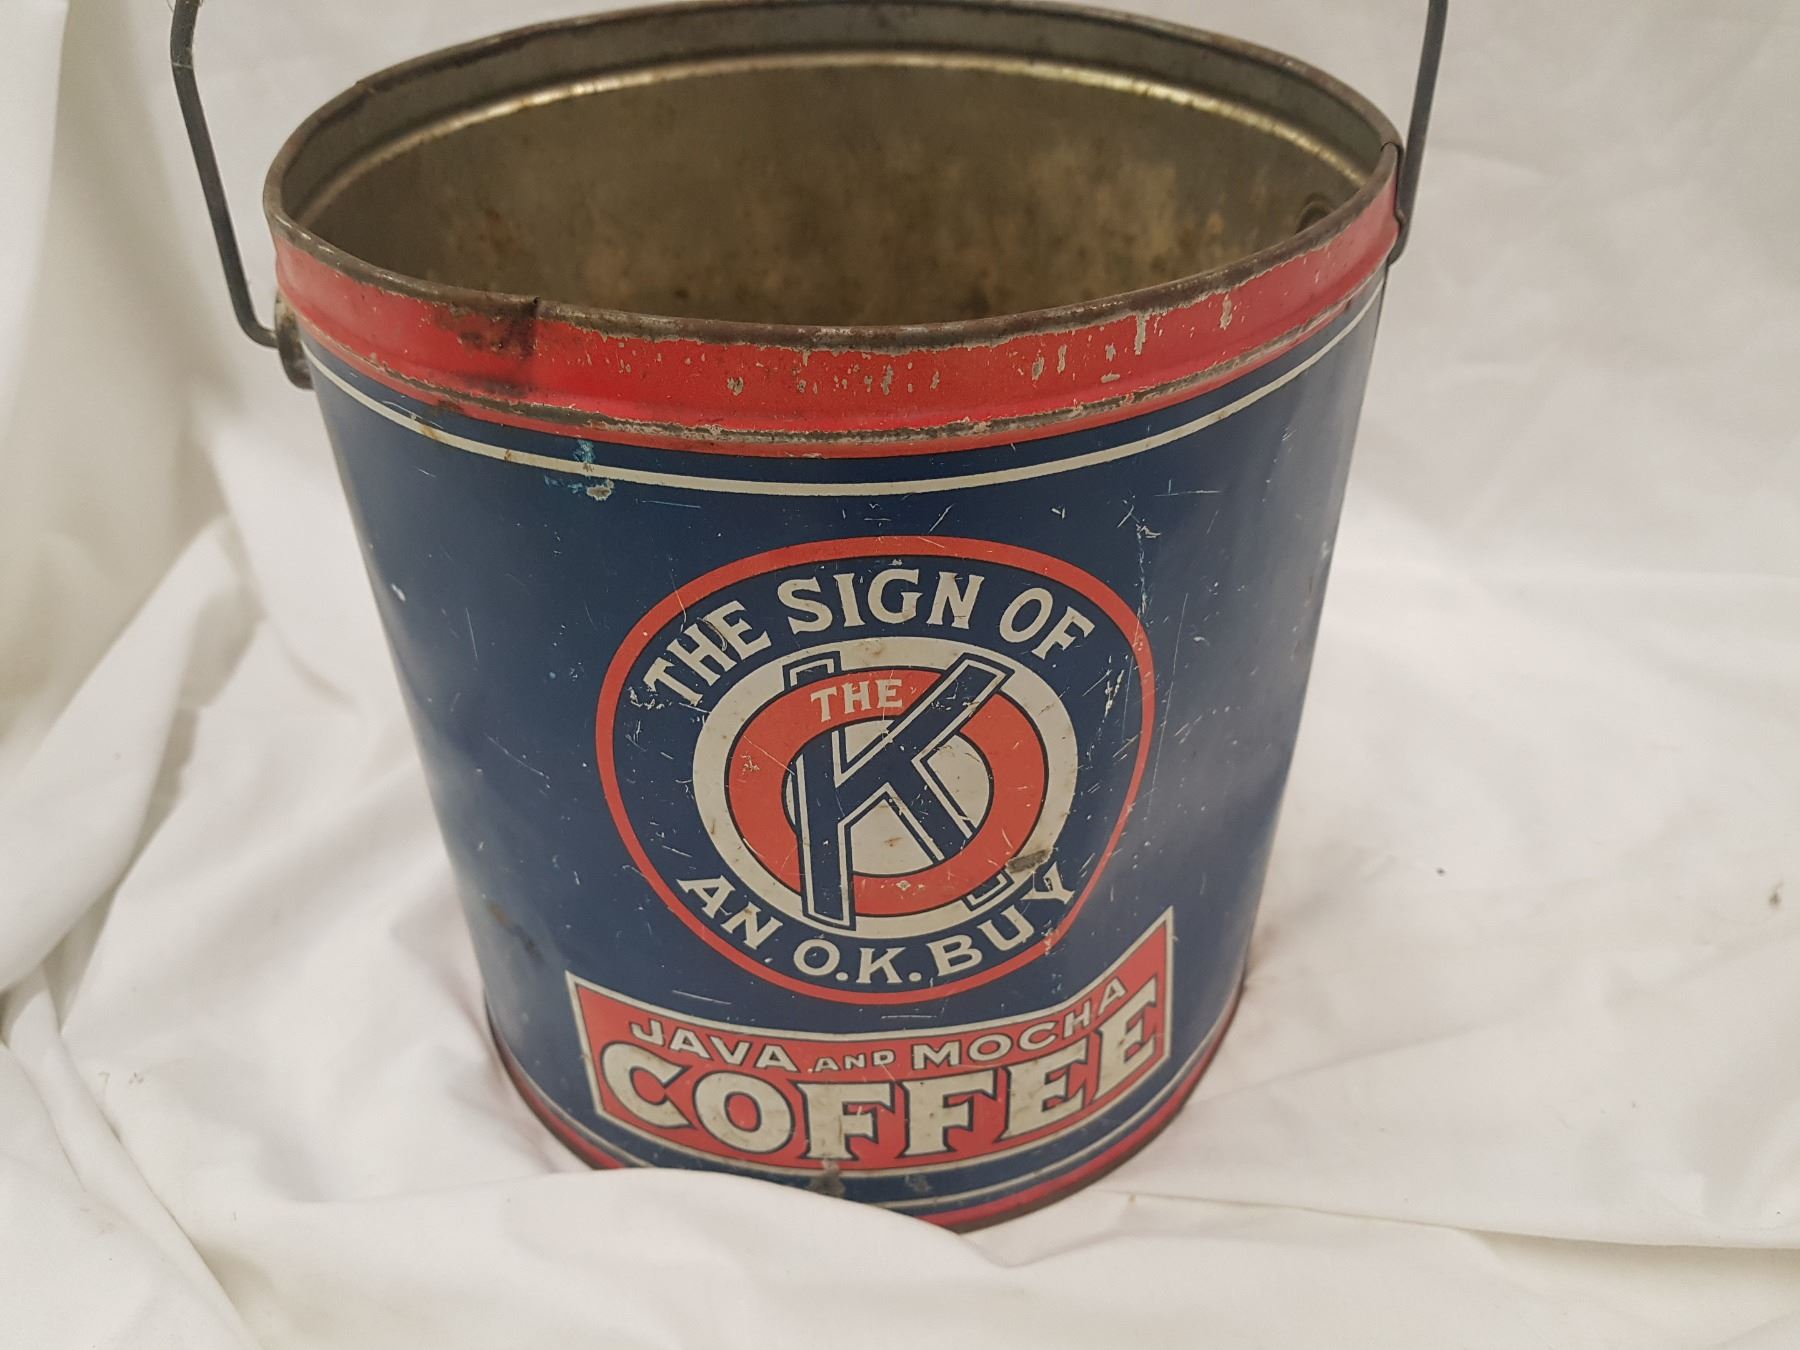 THE SIGN OF
THE
OK
AN O.K. BUY
JAVA AND MOCHA
COFFEE